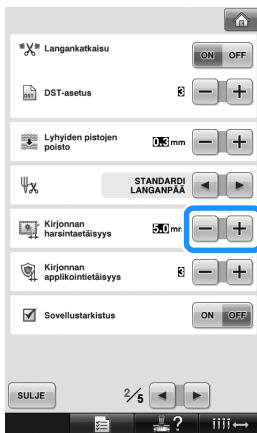 Langankatkaisu
ON OFF
DST
DST-asetus
3
Lyhyiden pistojen
poisto
0.3 mm
STANDARDI
LANGANPÄÄ
Kirjonnan
harsintaetäisyys
5.0 mm
Kirjonnan
applikointietäisyys
3
Sovellustarkistus
ON OFF
SULJE
2/5
?